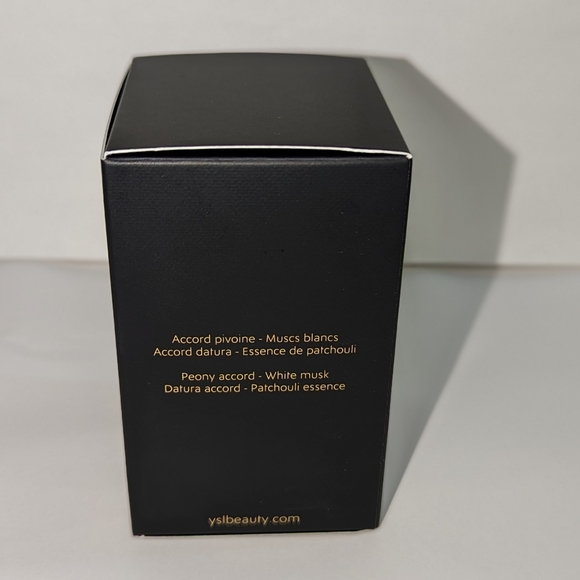 Accord pivoine - Muscs blancs
Accord datura - Essence de patchouli
Peony accord - White musk
Datura accord - Patchouli essence
yslbeauty.com